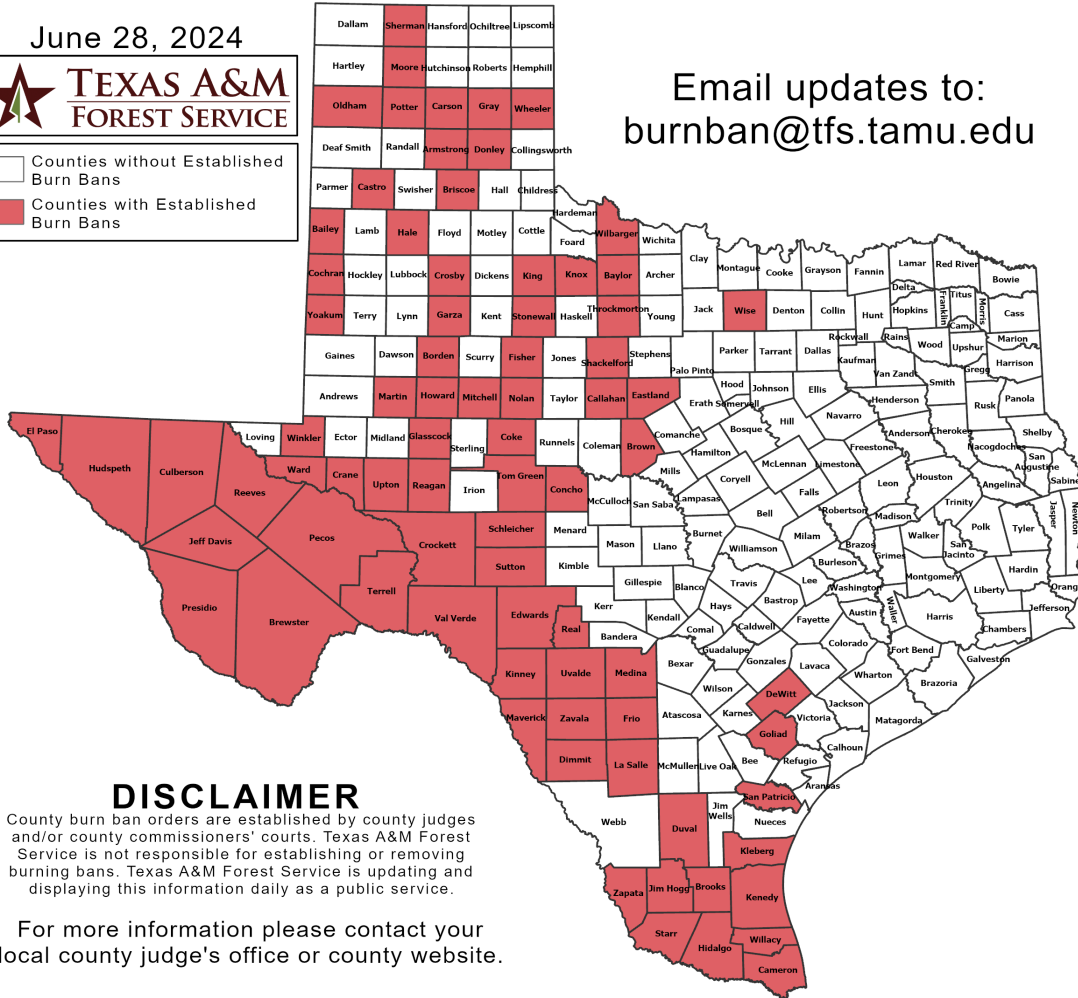 June 28, 2024
TEXAS A&M
FOREST SERVICE
Counties without Established
Burn Bans
Counties with Established
Burn Bans
Email updates to:
burnban@tfs.tamu.edu
Dallam Sherman Hansford Ochiltree Lipscomb
Hartley Moore Hutchinson Roberts Hemphill
Oldham Potter Carson Gray Wheeler
Deaf Smith Randall Armstrong Donley Collingsworth
Parmer Castro Swisher Briscoe Hall Childress
Hardeman
Bailey Lamb Hale Floyd Motley Cottle Foard Wilbarger Wichita
Clay Montague Cooke Grayson Fannin Lamar Red River Bowie
Cochran Hockley Lubbock Crosby Dickens King Knox Baylor Archer
Delta Franklin Titus Morris Cass
Yoakum Terry Lynn Garza Kent Stonewall Haskell Throckmorton Young Jack Wise Denton Collin Hunt Hopkins
Camp
Rockwall Rains Wood Upshur Marion
Gaines Dawson Borden Scurry Fisher Jones Shackelford Stephens Palo Pinto Parker Tarrant Dallas Kaufman Van Zandt Gregg Harrison
Andrews Martin Howard Mitchell Nolan Taylor Callahan Eastland Erath Hood Somervell Johnson Ellis Henderson Smith Rusk Panola
El Paso Hudspeth Culberson Loving Winkler Ector Midland Glasscock Sterling Coke Runnels Coleman Brown Comanche Bosque Hill Navarro Anderson Cherokee Shelby
Hamilton Freestone Nacogdoches San Augustine Sabine
Reeves Ward Crane Upton Reagan Irion Tom Green Concho McCulloch San Saba Mills Lampasas Coryell McLennan Limestone Leon Houston Angelina
Falls Bell Robertson Madison Trinity Jasper Newton
Jeff Davis Pecos Crockett Schleicher Menard Mason Llano Burnet Williamson Milam Brazos Grimes Walker San Jacinto Polk Tyler
Sutton Kimble Burleson Montgomery Hardin
Presidio Brewster Terrell Val Verde Edwards Real Kerr Gillespie Blanco Travis Lee Washington Liberty Orang
Bandera Kendall Hays Bastrop Fayette Austin Waller Harris Jefferson
Comal Caldwell Colorado Fort Bend Chambers
Kinney Uvalde Medina Bexar Guadalupe Gonzales Lavaca Wharton Brazoria Galveston
Wilson DeWitt Jackson Matagorda
Maverick Zavala Frio Atascosa Karnes Goliad Victoria Calhoun
Dimmit La Salle McMullen Live Oak Bee Refugio Aransas
San Patricio
Webb Duval Jim Wells Nueces
Kleberg
Zapata Jim Hogg Brooks Kenedy
Starr Hidalgo Willacy
Cameron
DISCLAIMER
County burn ban orders are established by county judges
and/or county commissioners' courts. Texas A&M Forest
Service is not responsible for establishing or removing
burning bans. Texas A&M Forest Service is updating and
displaying this information daily as a public service.
For more information please contact your
local county judge's office or county website.